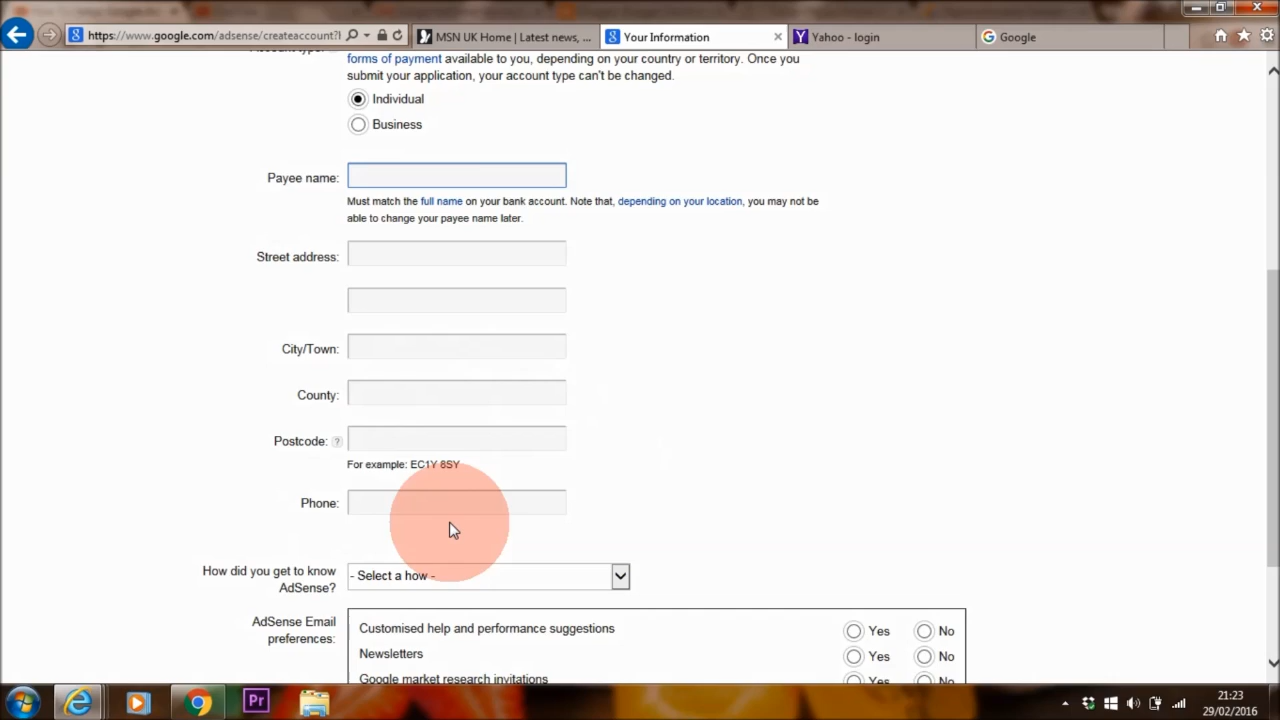 https://www.google.com/adsense/createaccount?l
MSN UK Home | Latest news, ...
Your Information
Yahoo - login
Google
forms of payment available to you, depending on your country or territory. Once you
submit your application, your account type can't be changed.
Individual
Business
Payee name:
Must match the full name on your bank account. Note that, depending on your location, you may not be
able to change your payee name later.
Street address:
City/Town:
County:
Postcode: ?
For example: EC1Y 8SY
Phone:
How did you get to know
AdSense?
- Select a how -
AdSense Email
preferences:
Customised help and performance suggestions
Yes No
Newsletters
Yes No
Google market research invitations
Yes No
Pr
21:23
29/02/2016